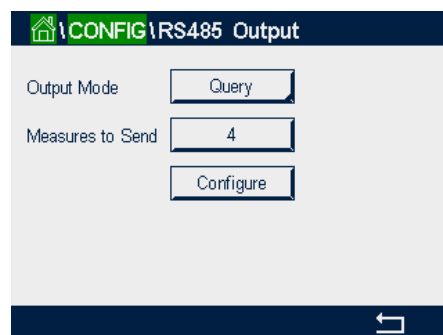 \CONFIG\RS485 Output
Output Mode Query
Measures to Send 4
Configure